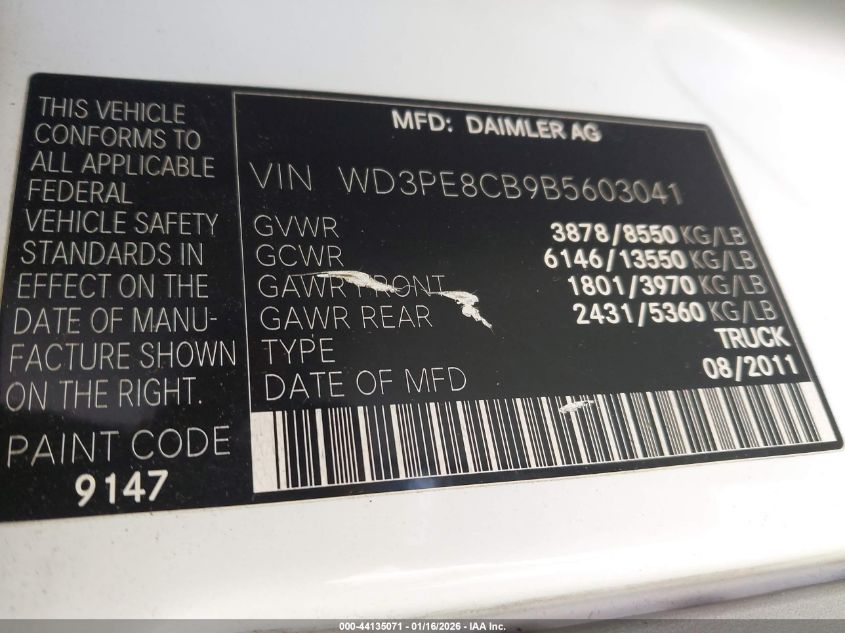 THIS VEHICLE
CONFORMS TO
ALL APPLICABLE
FEDERAL
VEHICLE SAFETY
STANDARDS IN
EFFECT ON THE
DATE OF MANU-
FACTURE SHOWN
ON THE RIGHT.
PAINT CODE
9147
MFD: DAIMLER AG
VIN WD3PE8CB9B5603041
GVWR 3878/8550 KG/LB
GCWR 6146/13550 KG/LB
GAWR FRONT 1801/3970 KG/LB
GAWR REAR 2431/5360 KG/LB
TYPE TRUCK
DATE OF MFD 08/2011
000-44135071 - 01/16/2026 - IAA Inc.